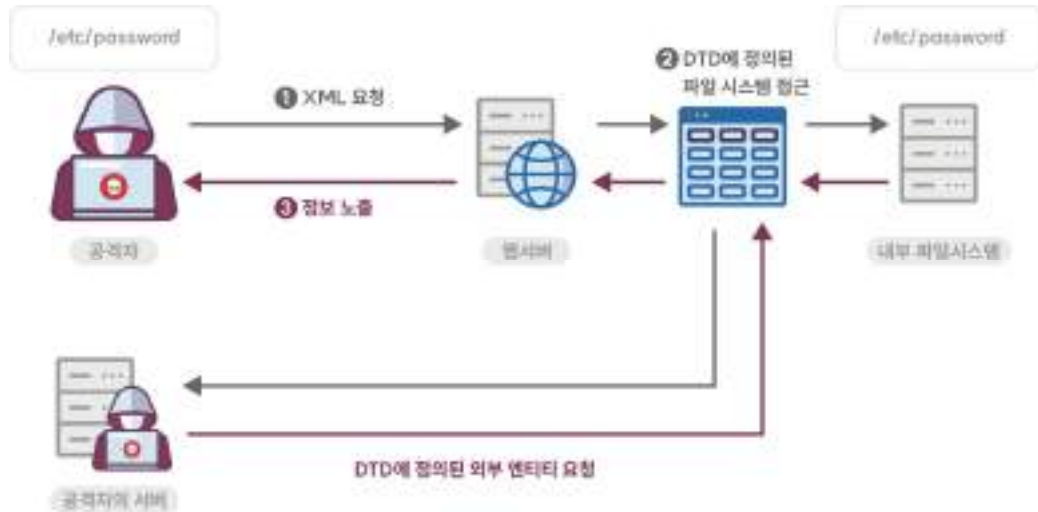 /etc/password
/etc/password
❶ XML 요청
❷ DTD에 정의된
파일 시스템 접근
❸ 정보 노출
공격자
웹서버
내부 파일시스템
DTD에 정의된 외부 엔티티 요청
공격자의 서버